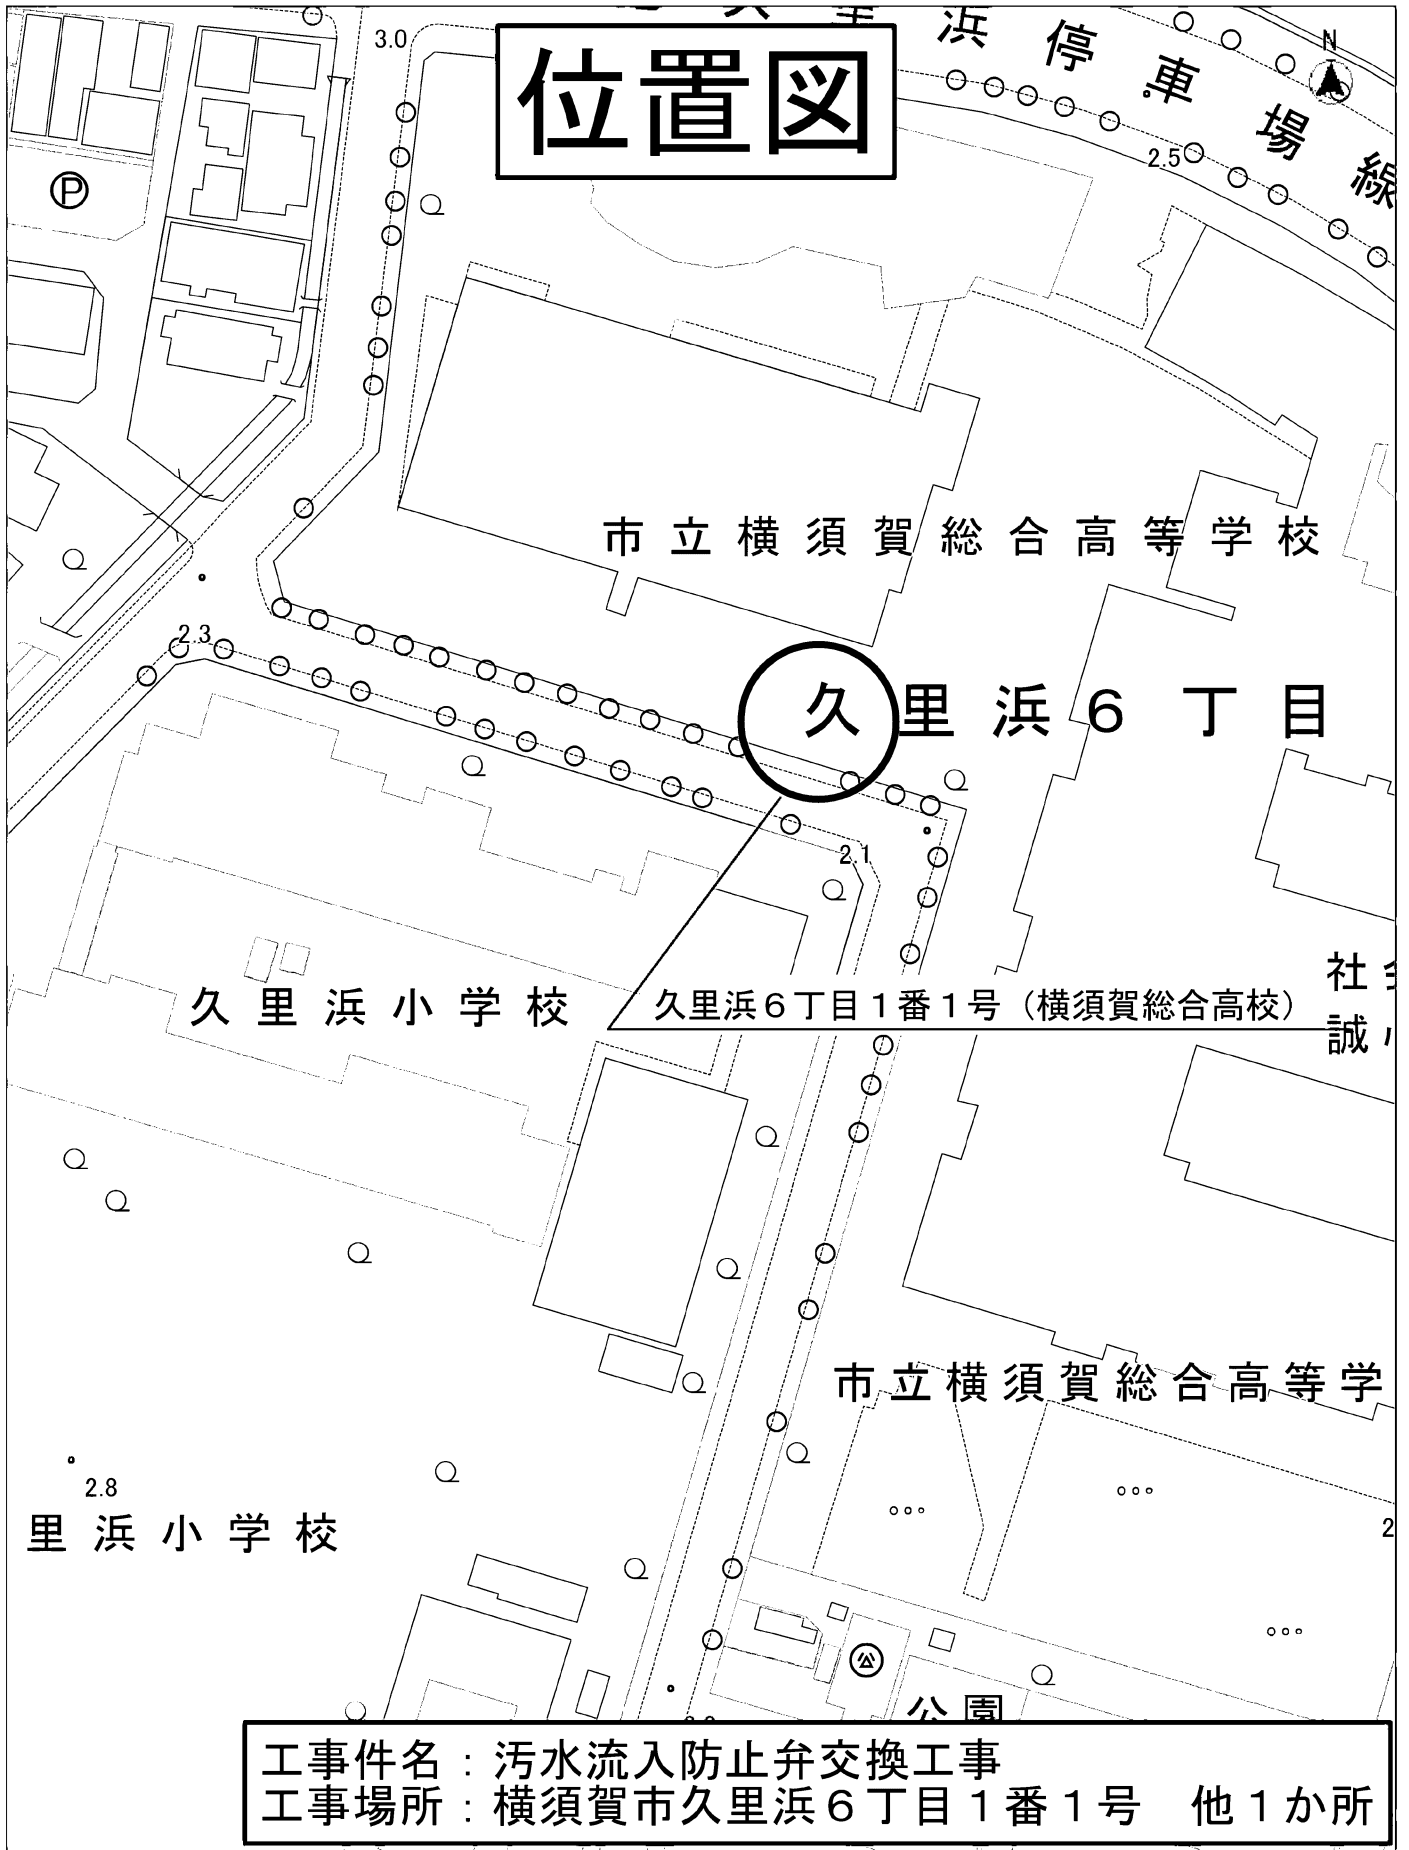 位置図
里浜停車場線
N
3.0
2.5
P
市立横須賀総合高等学校
2.3
久里浜6丁目
2.1
社
誠
久里浜小学校
久里浜6丁目1番1号(横須賀総合高校)
市立横須賀総合高等学
2.8
2
里浜小学校
公園
工事件名：汚水流入防止弁交換工事
工事場所：横須賀市久里浜6丁目1番1号　他1か所